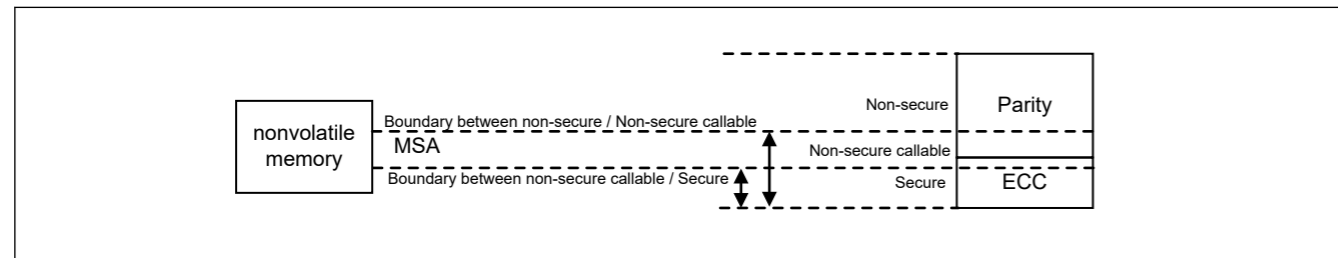 Non-secure
Parity
Boundary between non-secure / Non-secure callable
nonvolatile
memory
MSA
Non-secure callable
Boundary between non-secure callable / Secure
Secure
ECC